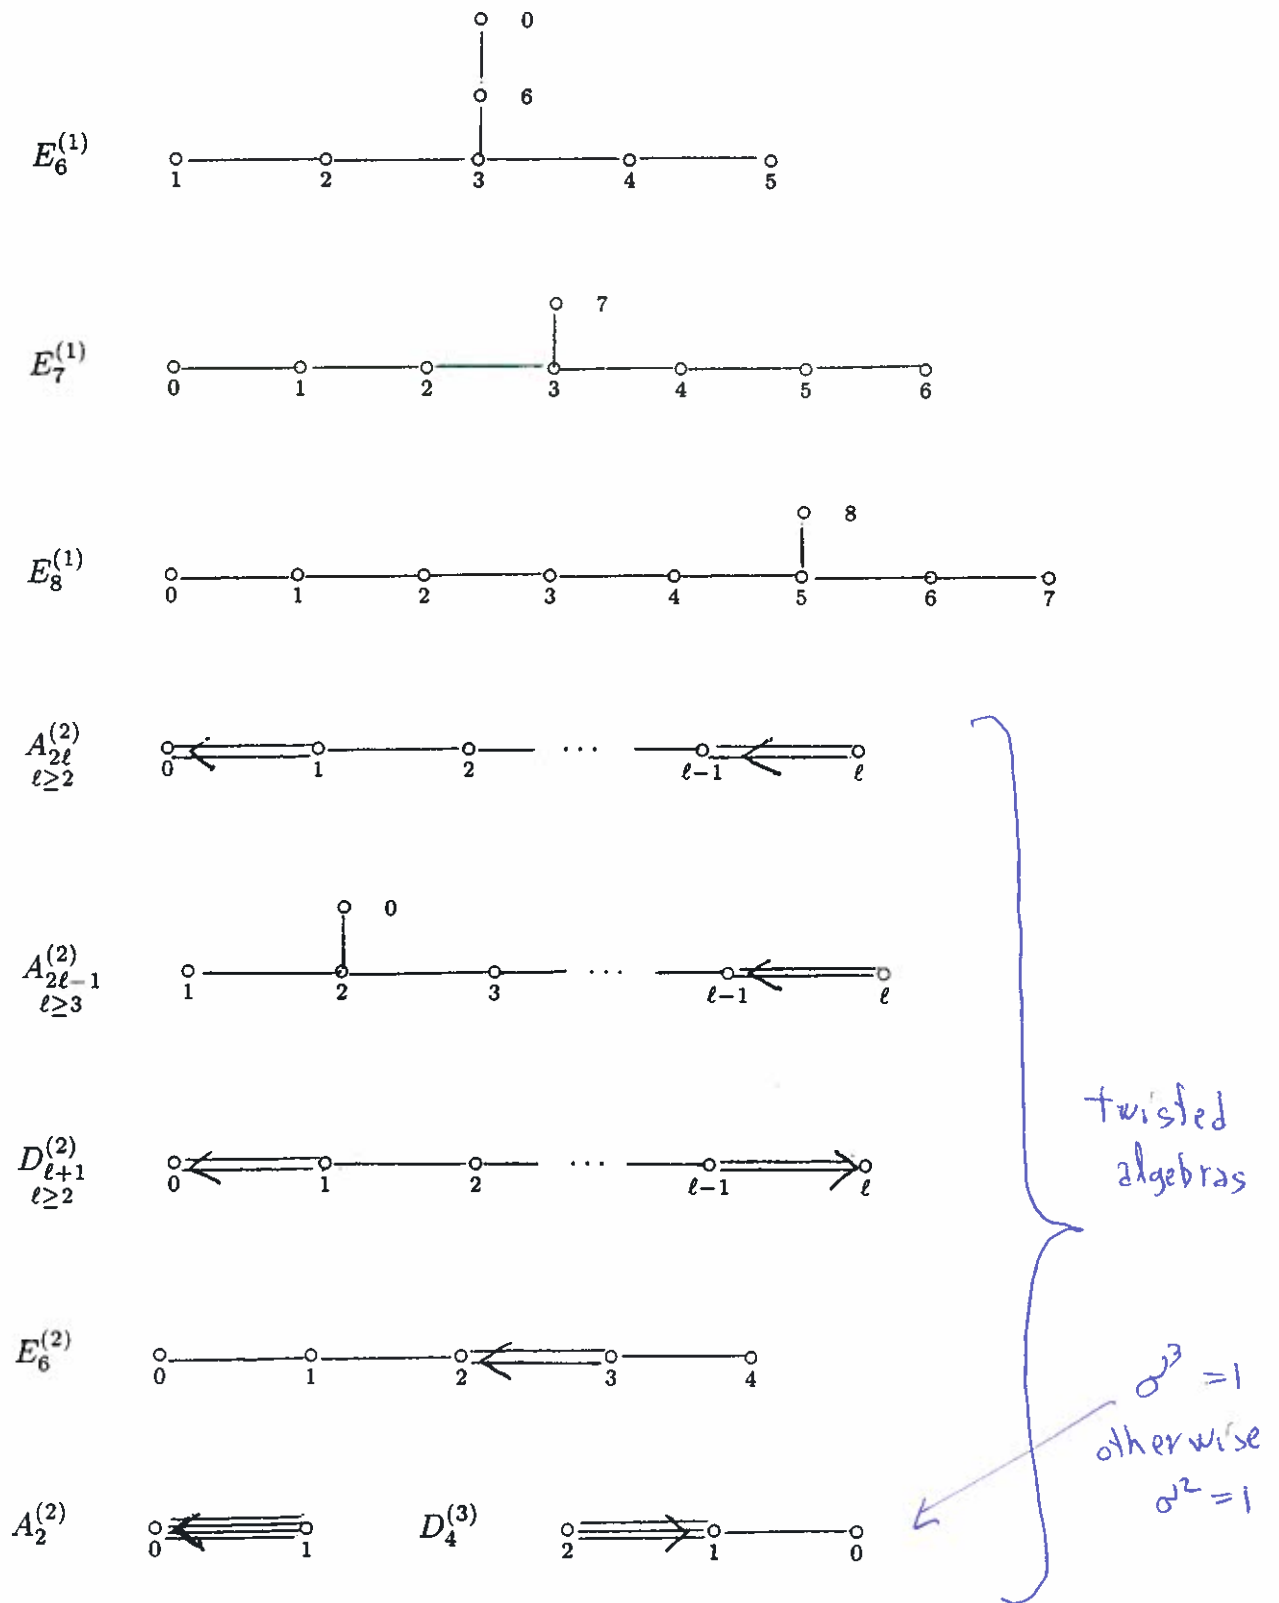 0
6
E_6^{(1)}
1 2 3 4 5
7
E_7^{(1)}
0 1 2 3 4 5 6
8
E_8^{(1)}
0 1 2 3 4 5 6 7
A_{2ℓ}^{(2)} ···
ℓ≥2
0 1 2 ℓ−1 ℓ
0
A_{2ℓ−1}^{(2)} ···
ℓ≥3
1 2 3 ℓ−1 ℓ
twisted
algebras
D_{ℓ+1}^{(2)} ···
ℓ≥2
0 1 2 ℓ−1 ℓ
E_6^{(2)}
0 1 2 3 4
σ^3 = 1
otherwise
σ^2 = 1
A_2^{(2)} D_4^{(3)}
0 1 2 1 0